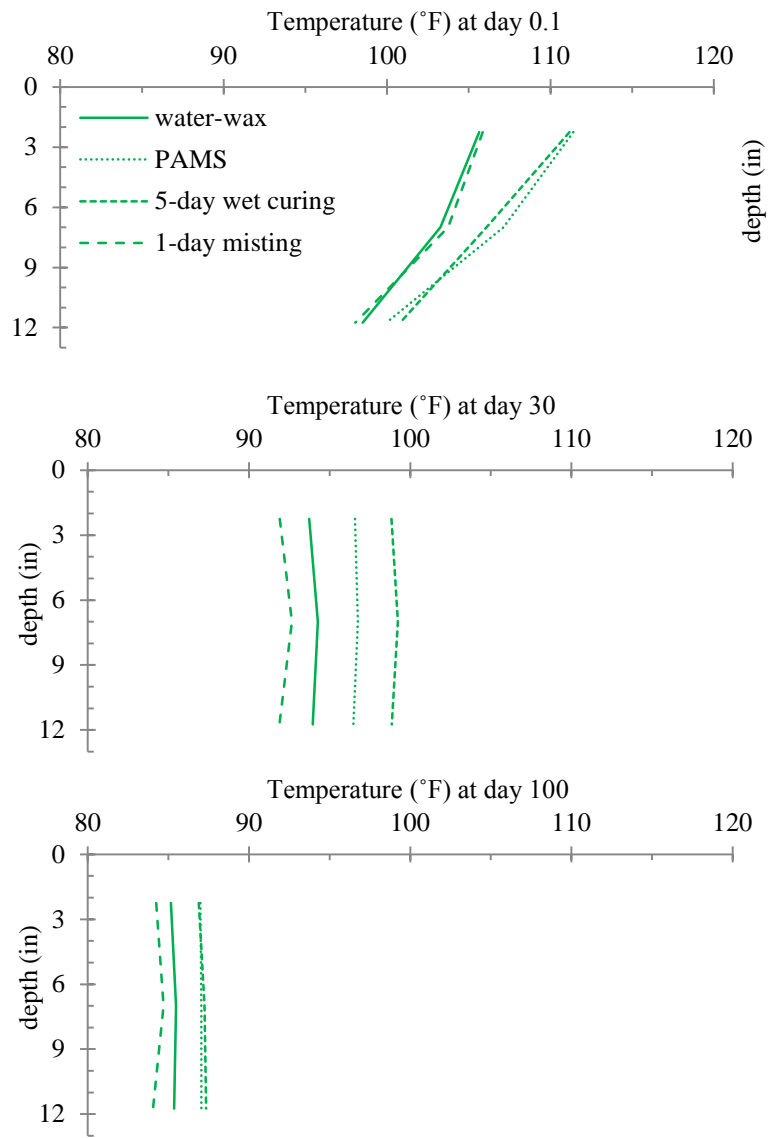 Temperature (˚F) at day 0.1
80 90 100 110 120
0
3
6
9
12
water-wax
PAMS
5-day wet curing
1-day misting
depth (in)
Temperature (˚F) at day 30
80 90 100 110 120
0
3
6
9
12
depth (in)
Temperature (˚F) at day 100
80 90 100 110 120
0
3
6
9
12
depth (in)